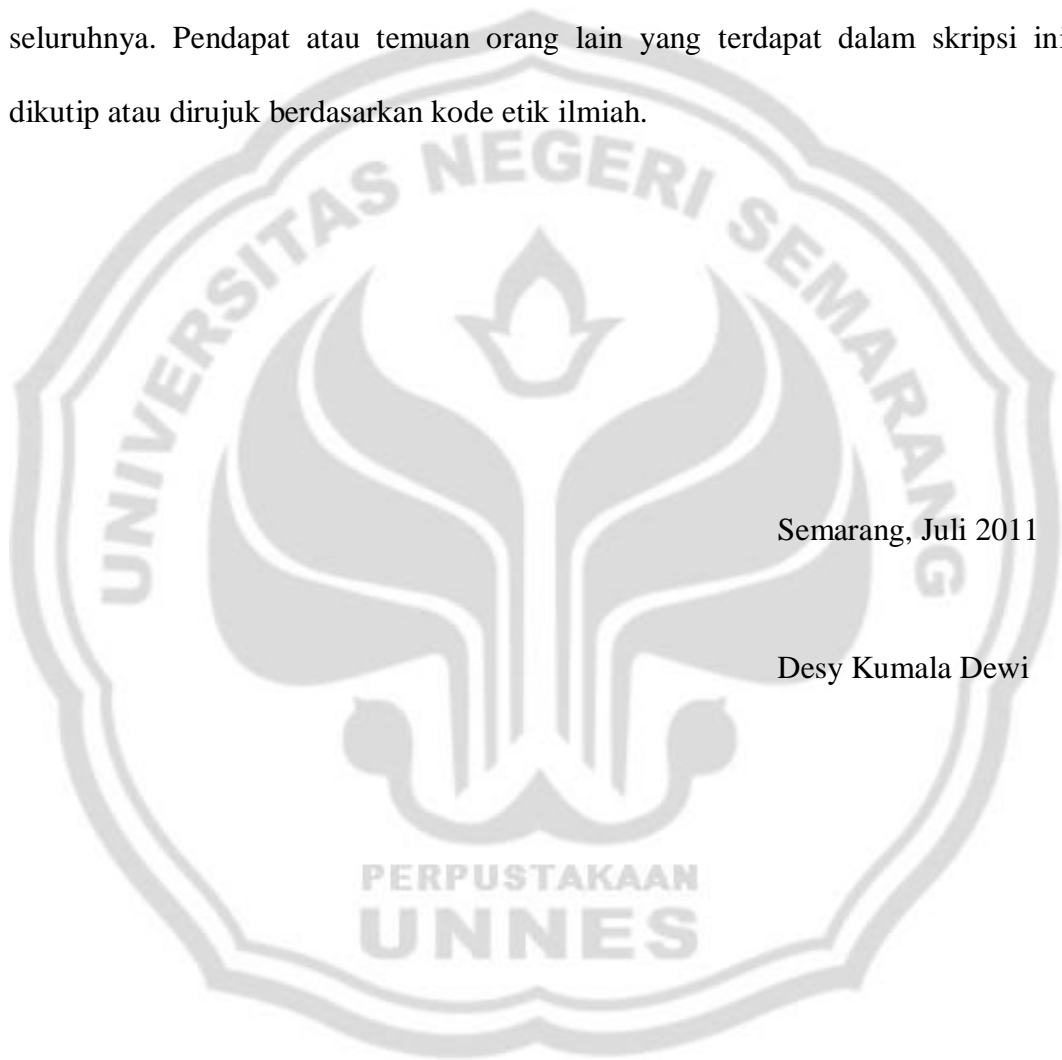 seluruhnya. Pendapat atau temuan orang lain yang terdapat dalam skripsi ini
dikutip atau dirujuk berdasarkan kode etik ilmiah.
UNIVERSITAS NEGERI SEMARANG
Semarang, Juli 2011
Desy Kumala Dewi
PERPUSTAKAAN
UNNES